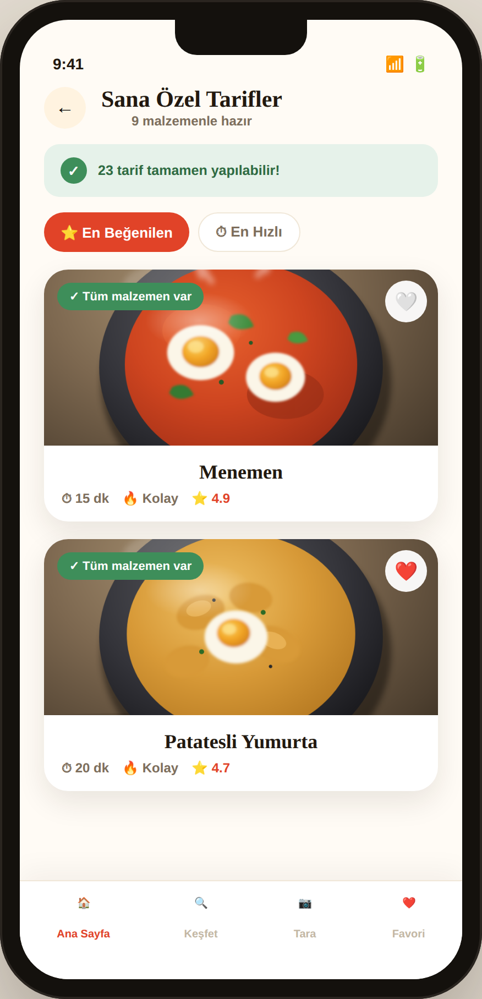 9:41
← Sana Özel Tarifler
9 malzemenle hazır
✓ 23 tarif tamamen yapılabilir!
⭐ En Beğenilen ⏱ En Hızlı
✓ Tüm malzemen var
Menemen
⏱ 15 dk 🔥 Kolay ⭐ 4.9
✓ Tüm malzemen var
Patatesli Yumurta
⏱ 20 dk 🔥 Kolay ⭐ 4.7
Ana Sayfa Keşfet Tara Favori